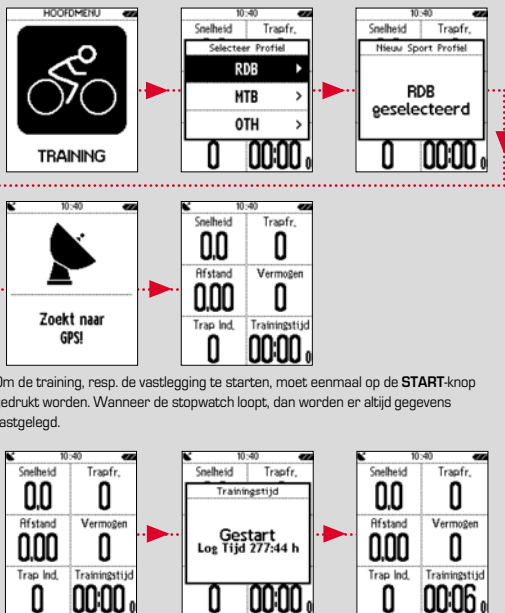 HOOFDMENU
TRAINING
10:40
Snelheid Trapfr.
Selecteer Profiel
RDB
MTB
OTH
0 00:00 0
10:40
Snelheid Trapfr.
Nieuw Sport Profiel
RDB
geselecteerd
0 00:00 0
10:40
Zoekt naar
GPS!
10:40
Snelheid Trapfr.
0.0 0
Afstand Vermogen
0.00 0
Trap Ind. Trainingstijd
0 00:00 0
Om de training, resp. de vastlegging te starten, moet eenmaal op de START-knop
gedrukt worden. Wanneer de stopwatch loopt, dan worden er altijd gegevens
vastgelegd.
10:40
Snelheid Trapfr.
0.0 0
Afstand Vermogen
0.00 0
Trap Ind. Trainingstijd
0 00:00 0
10:40
Snelheid Trapfr.
Trainingstijd
Gestart
Log Tijd 277:44 h
0 00:00 0
10:40
Snelheid Trapfr.
0.0 0
Afstand Vermogen
0.00 0
Trap Ind. Trainingstijd
0 00:06 0